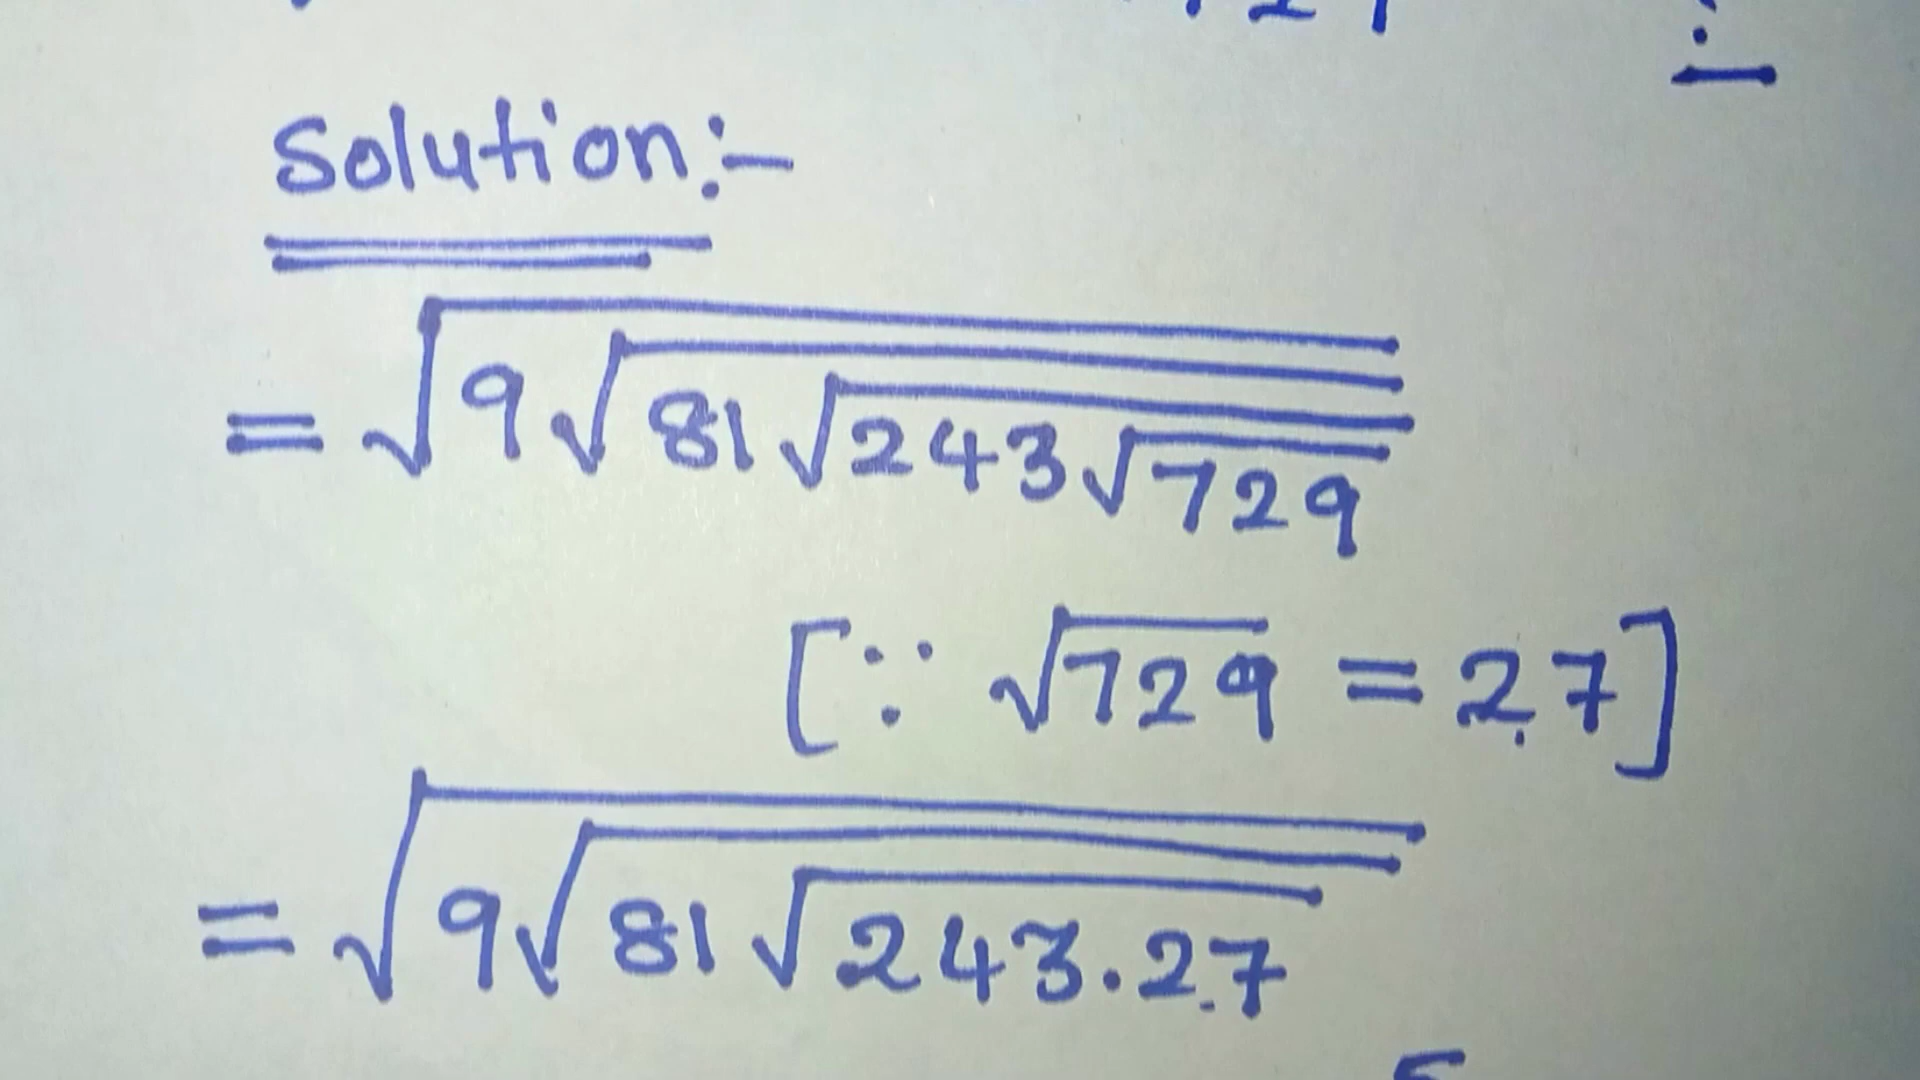 Solution:-
= √9√81√243√729
[∵ √729 = 27]
= √9√81√243.27